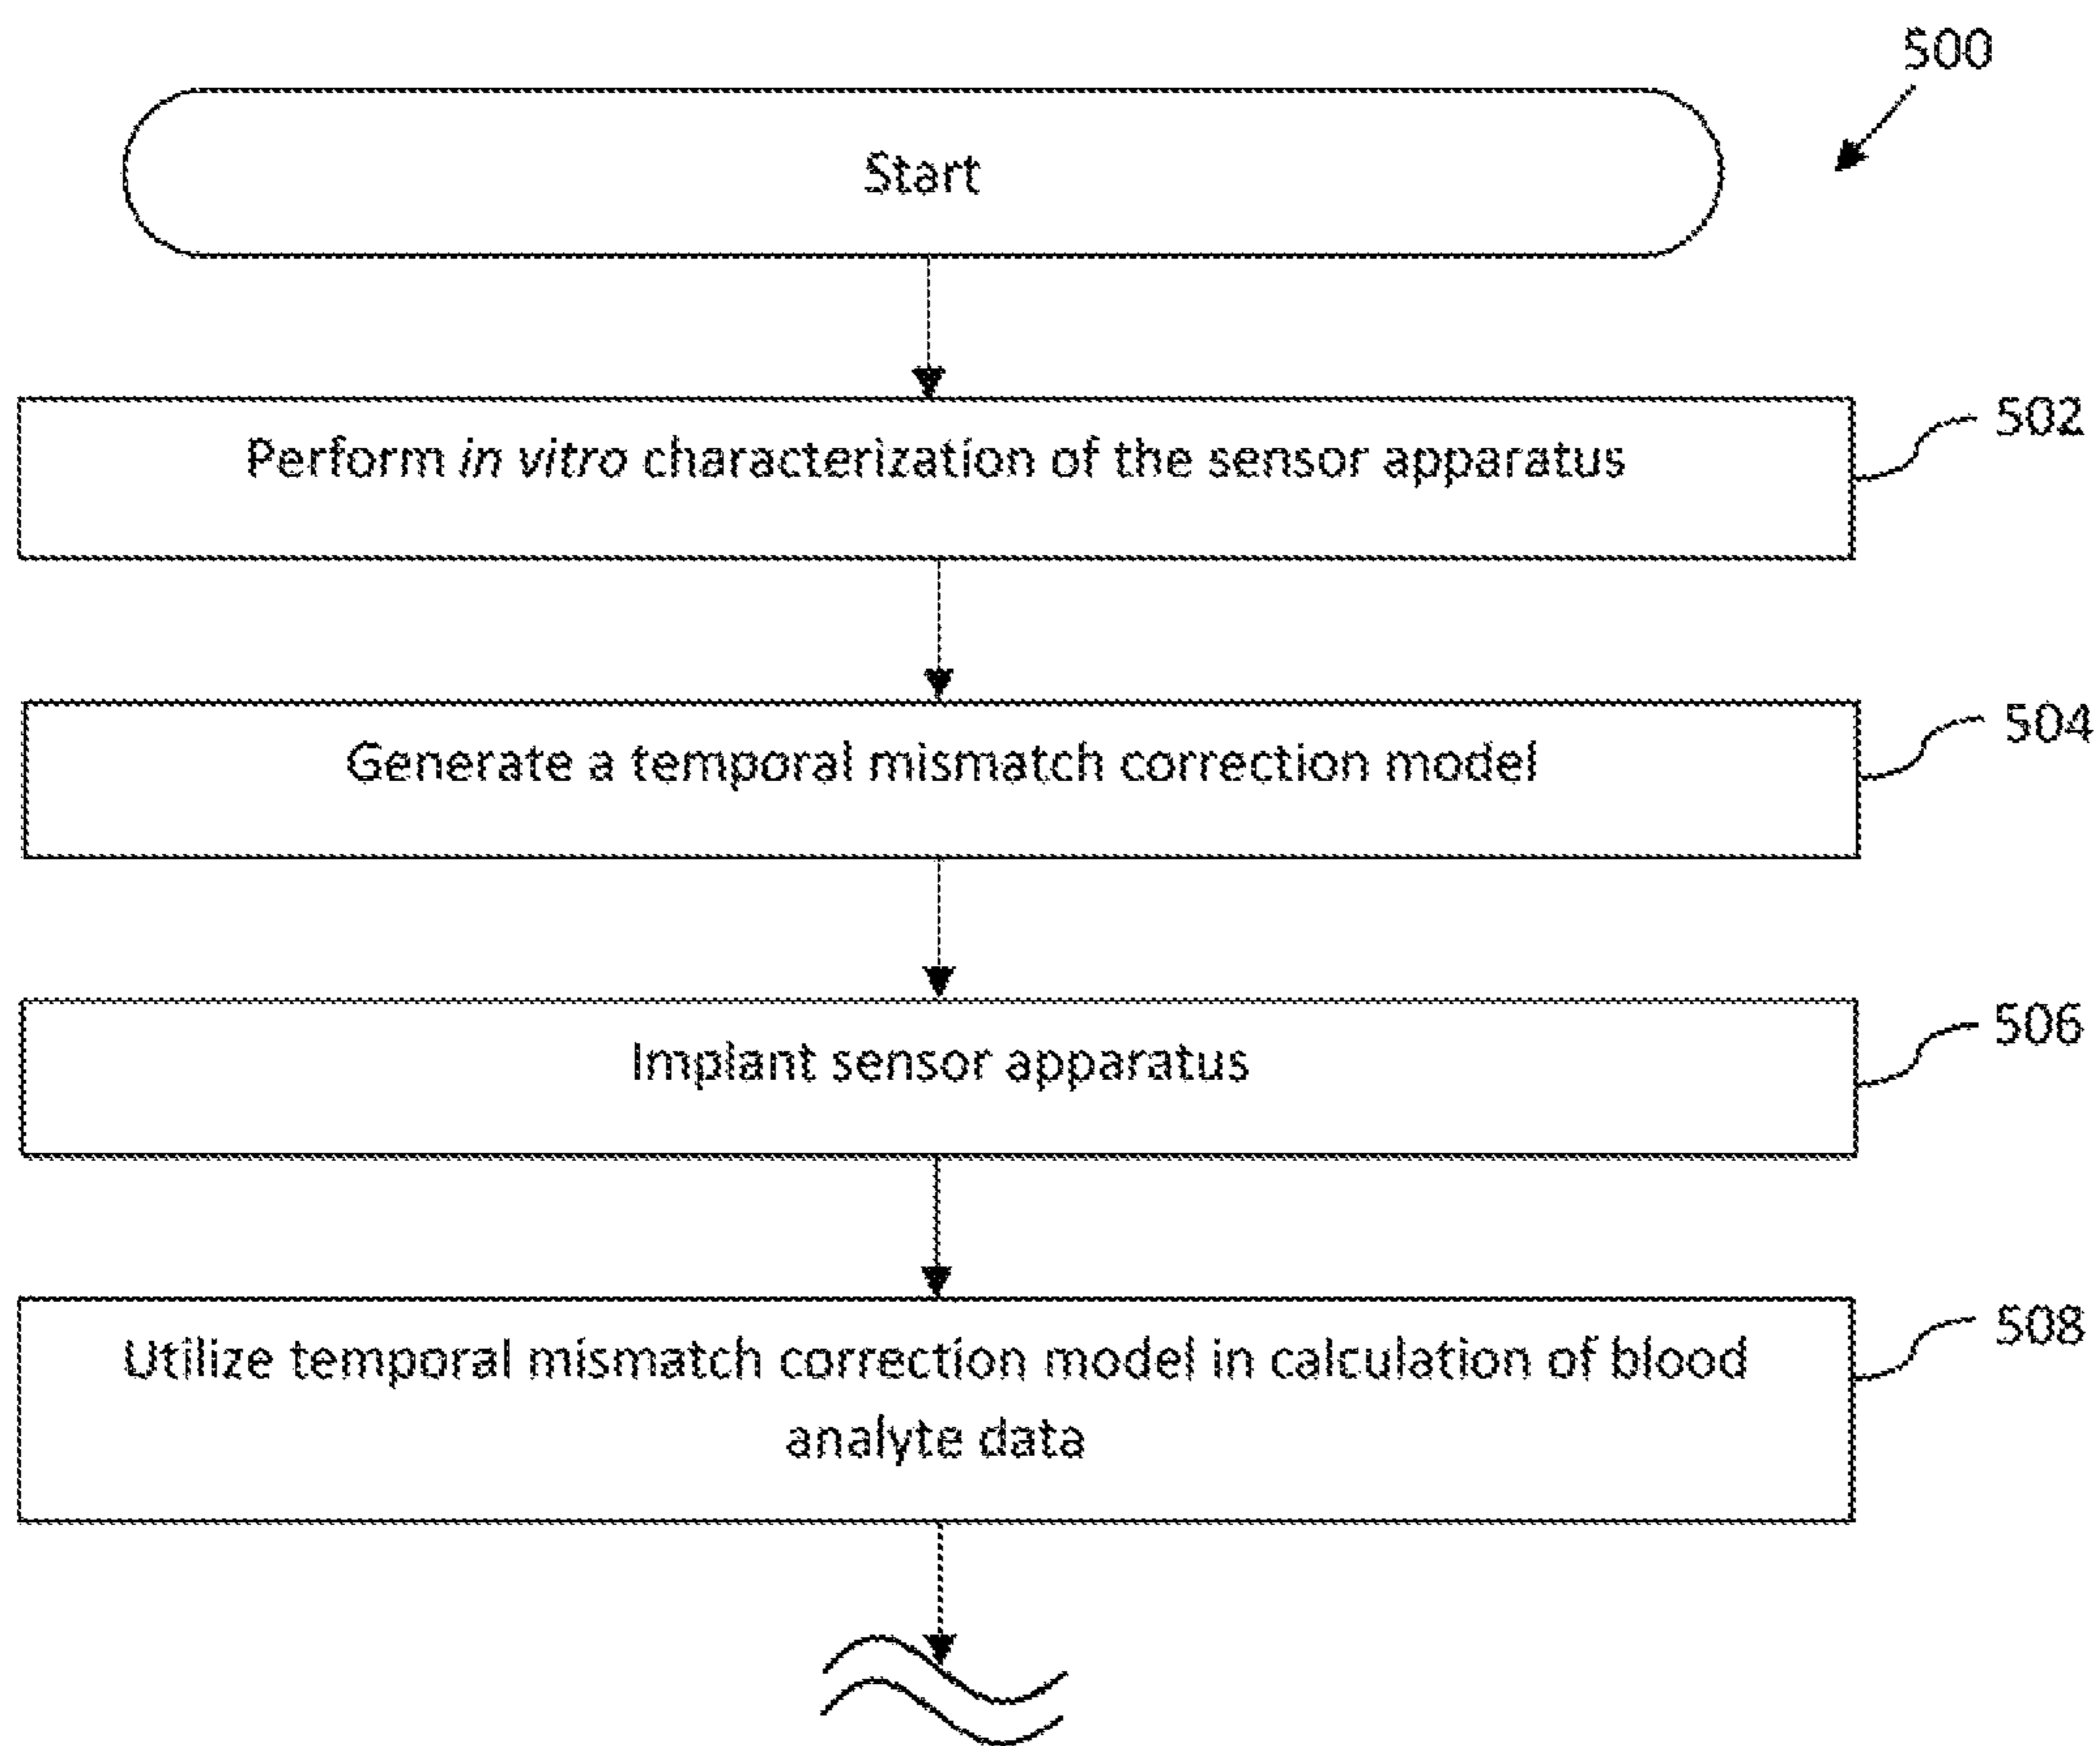 500
Start
Perform in vitro characterization of the sensor apparatus
502
Generate a temporal mismatch correction model
504
Implant sensor apparatus
506
Utilize temporal mismatch correction model in calculation of blood
analyte data
508